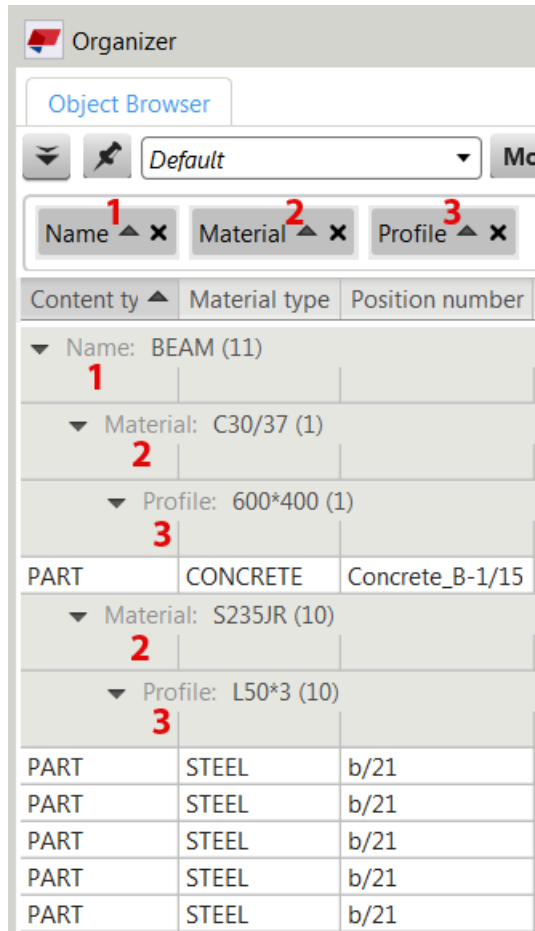 Organizer
Object Browser
Default Mo
1 2 3
Name Material Profile
Content ty Material type Position number
Name: BEAM (11)
1
Material: C30/37 (1)
2
Profile: 600*400 (1)
3
PART CONCRETE Concrete_B-1/15
Material: S235JR (10)
2
Profile: L50*3 (10)
3
PART STEEL b/21
PART STEEL b/21
PART STEEL b/21
PART STEEL b/21
PART STEEL b/21